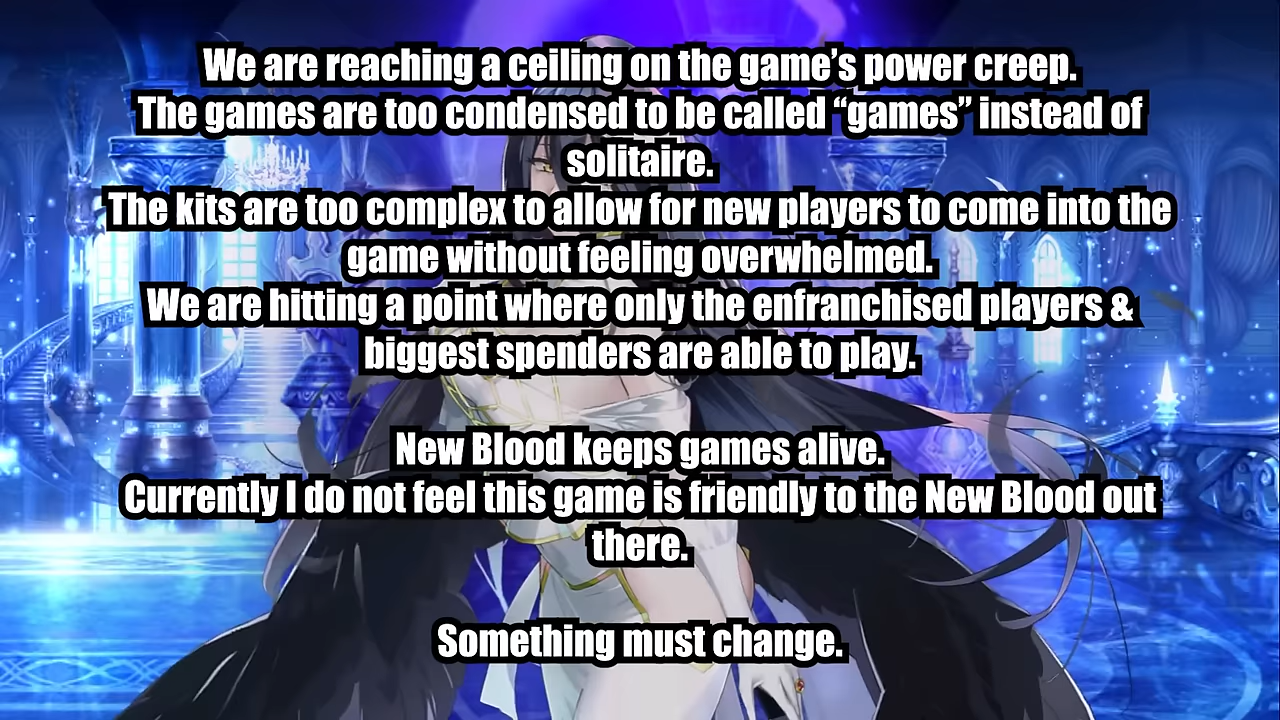 We are reaching a ceiling on the game’s power creep.
The games are too condensed to be called “games” instead of
solitaire.
The kits are too complex to allow for new players to come into the
game without feeling overwhelmed.
We are hitting a point where only the enfranchised players &
biggest spenders are able to play.
New Blood keeps games alive.
Currently I do not feel this game is friendly to the New Blood out
there.
Something must change.